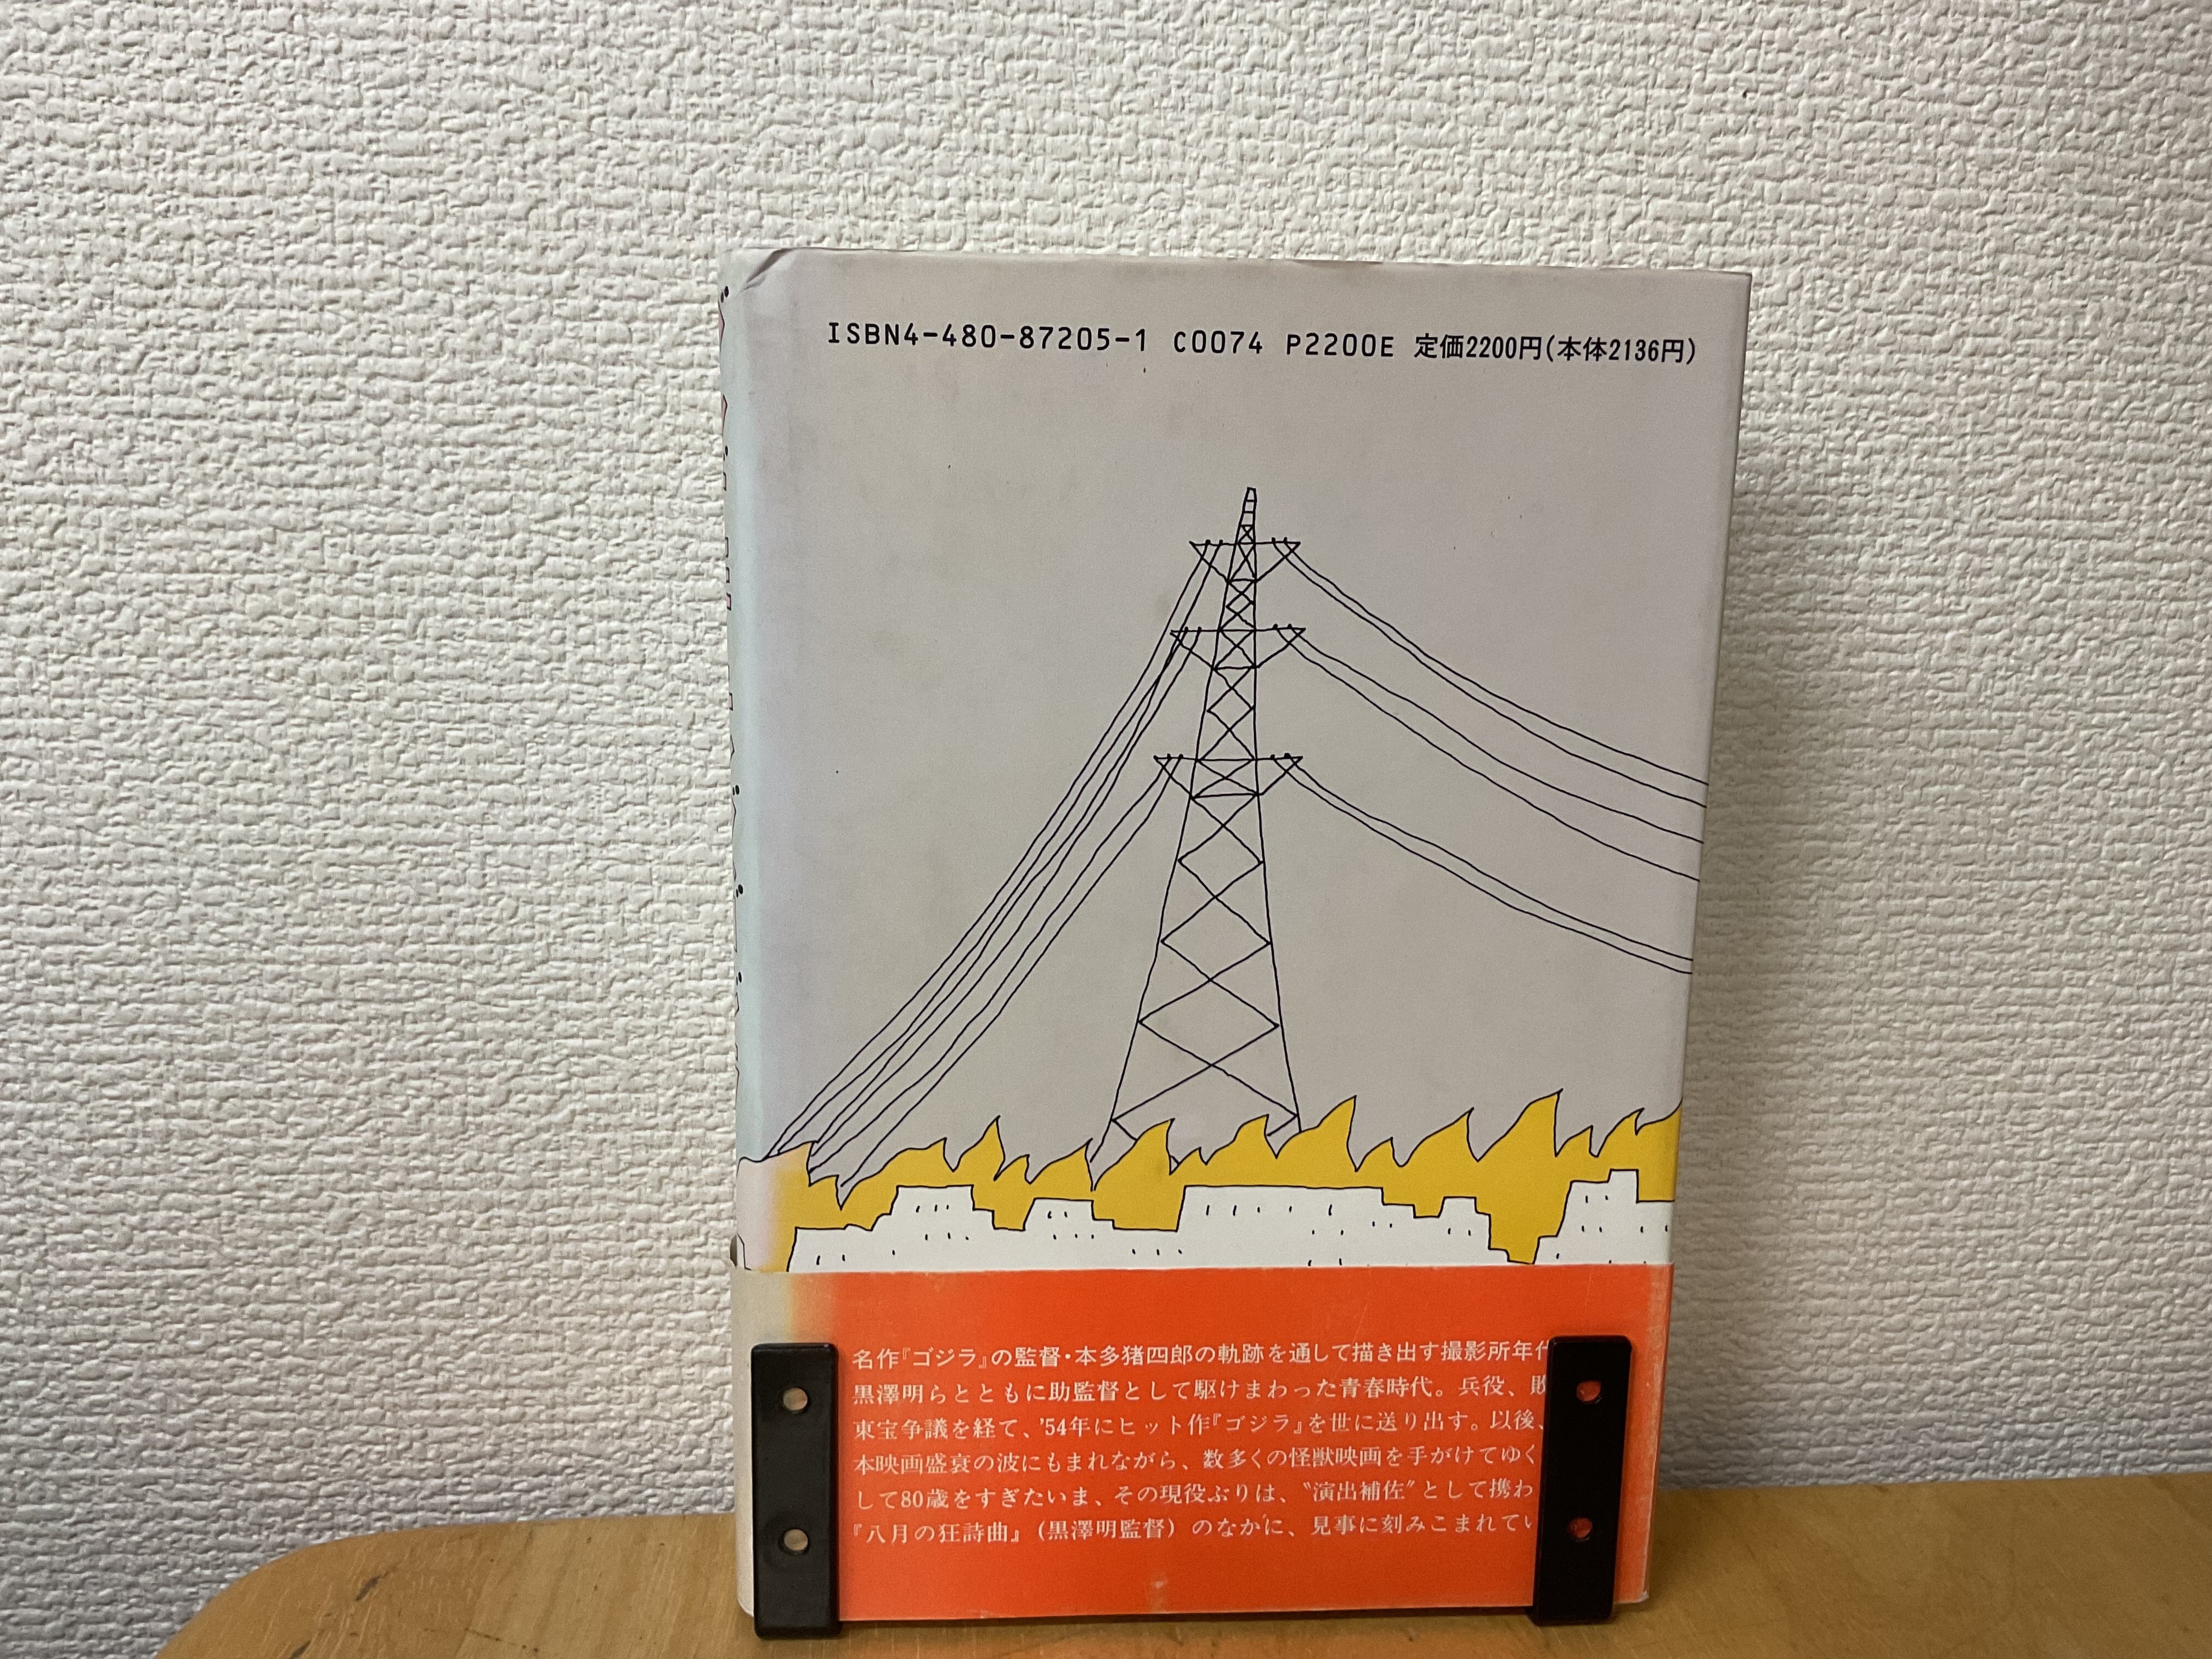 ISBN4-480-87205-1 C0074 P2200E 定価2200円(本体2136円)
名作『ゴジラ』の監督・本多猪四郎の軌跡を通して描き出す撮影所年代
黒澤明らとともに助監督として駆けまわった青春時代。兵役、敗
東宝争議を経て、'54年にヒット作『ゴジラ』を世に送り出す。以後、
本映画盛衰の波にもまれながら、数多くの怪獣映画を手がけてゆく
して80歳をすぎたいま、その現役ぶりは、〝演出補佐〟として携わ
『八月の狂詩曲』(黒澤明監督)のなかに、見事に刻みこまれてい